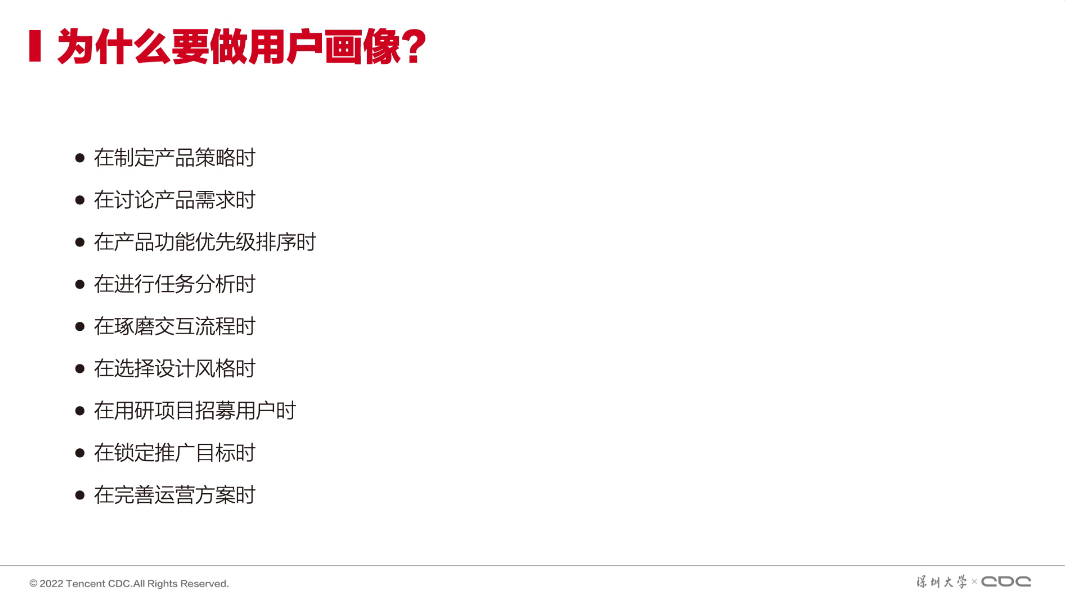 为什么要做用户画像?
● 在制定产品策略时
● 在讨论产品需求时
● 在产品功能优先级排序时
● 在进行任务分析时
● 在琢磨交互流程时
● 在选择设计风格时
● 在用研项目招募用户时
● 在锁定推广目标时
● 在完善运营方案时
© 2022 Tencent CDC.All Rights Reserved.
深圳大学 × CDC